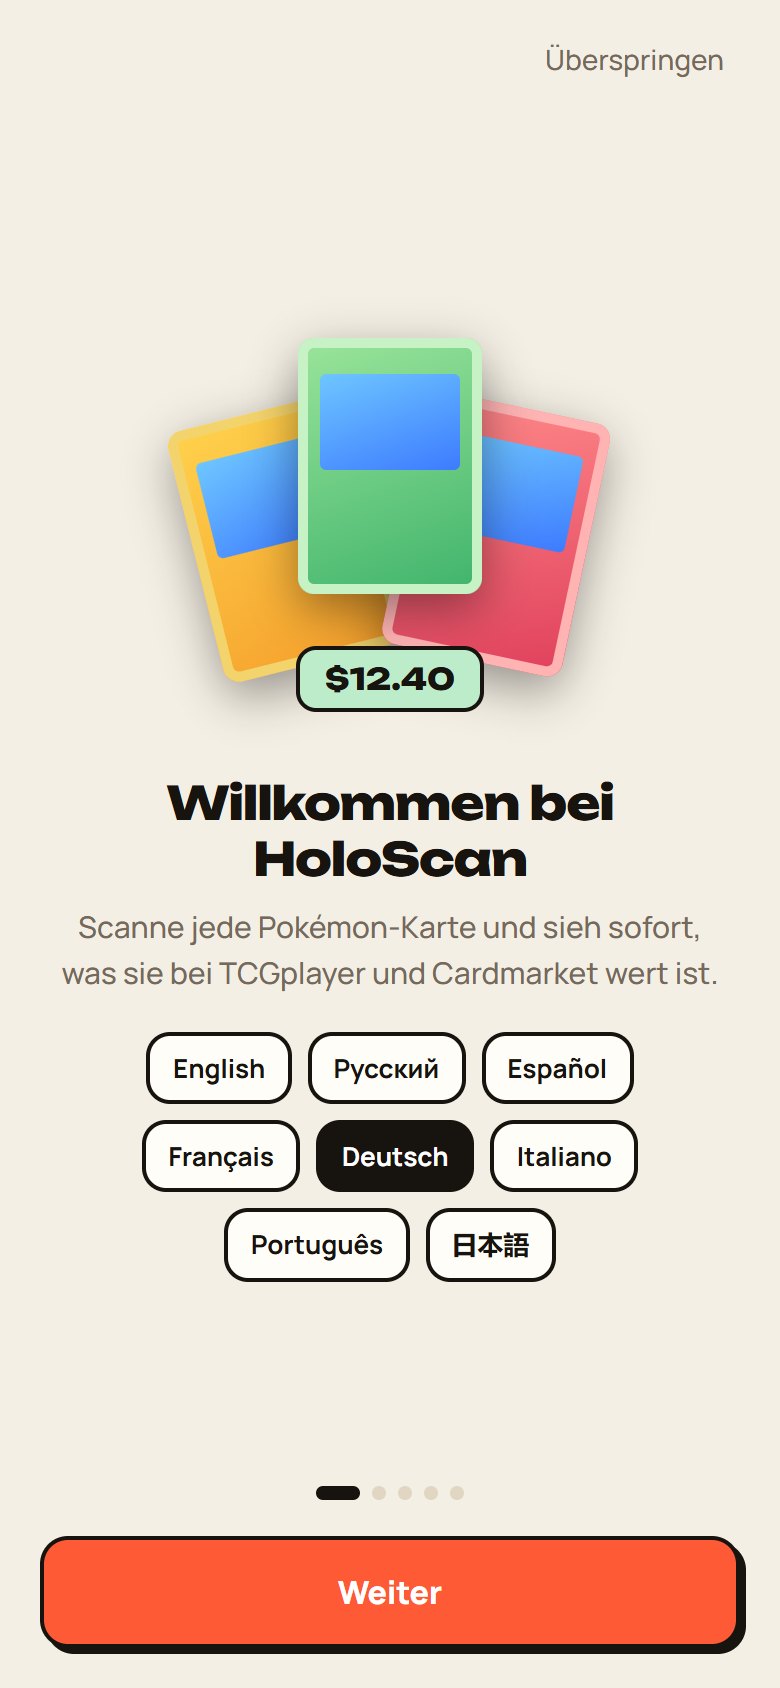 Überspringen
$12.40
Willkommen bei
HoloScan
Scanne jede Pokémon-Karte und sieh sofort,
was sie bei TCGplayer und Cardmarket wert ist.
English
Русский
Español
Français
Deutsch
Italiano
Português
日本語
Weiter